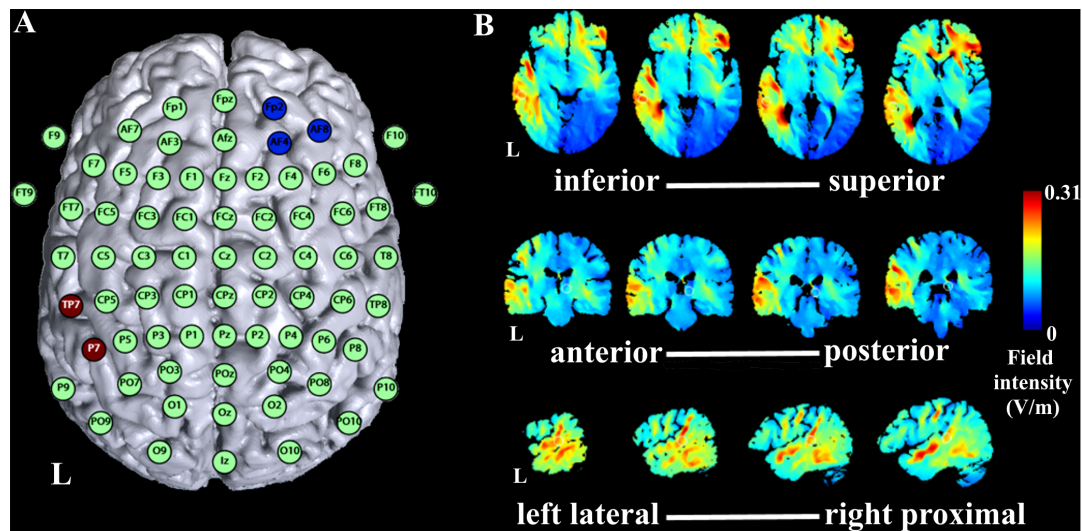 A
Fpz
Fp1
Fp2
AF7
AF8
F9
AF3
Afz
AF4
F10
F7
F5
F3
F1
Fz
F2
F4
F6
F8
FT9
FT10
FT7
FC5
FC3
FC1
FCz
FC2
FC4
FC6
FT8
T7
C5
C3
C1
Cz
C2
C4
C6
T8
TP7
CP5
CP3
CP1
CPz
CP2
CP4
CP6
TP8
P7
P5
P3
P1
Pz
P2
P4
P6
P8
P9
PO7
PO3
POz
PO4
PO8
P10
PO9
O1
Oz
O2
PO10
O9
Iz
O10
L
B
L
inferior superior
L
anterior posterior
L
left lateral right proximal
0.31
0
Field
intensity
(V/m)